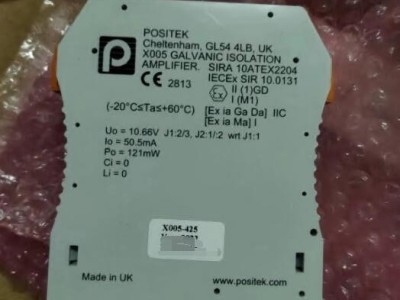 POSITEK
Cheltenham, GL54 4LB, UK
X005 GALVANIC ISOLATION
AMPLIFIER. SIRA 10ATEX2204
CE 2813 IECEx SIR 10.0131
Ex II (1)GD
I (M1)
(-20°C≤Ta≤+60°C) [Ex ia Ga Da] IIC
[Ex ia Ma] I
Uo = 10.66V J1:2/3, J2:1/:2 wrt J1:1
Io = 50.5mA
Po = 121mW
Ci = 0
Li = 0
X005-425
Made in UK www.positek.com